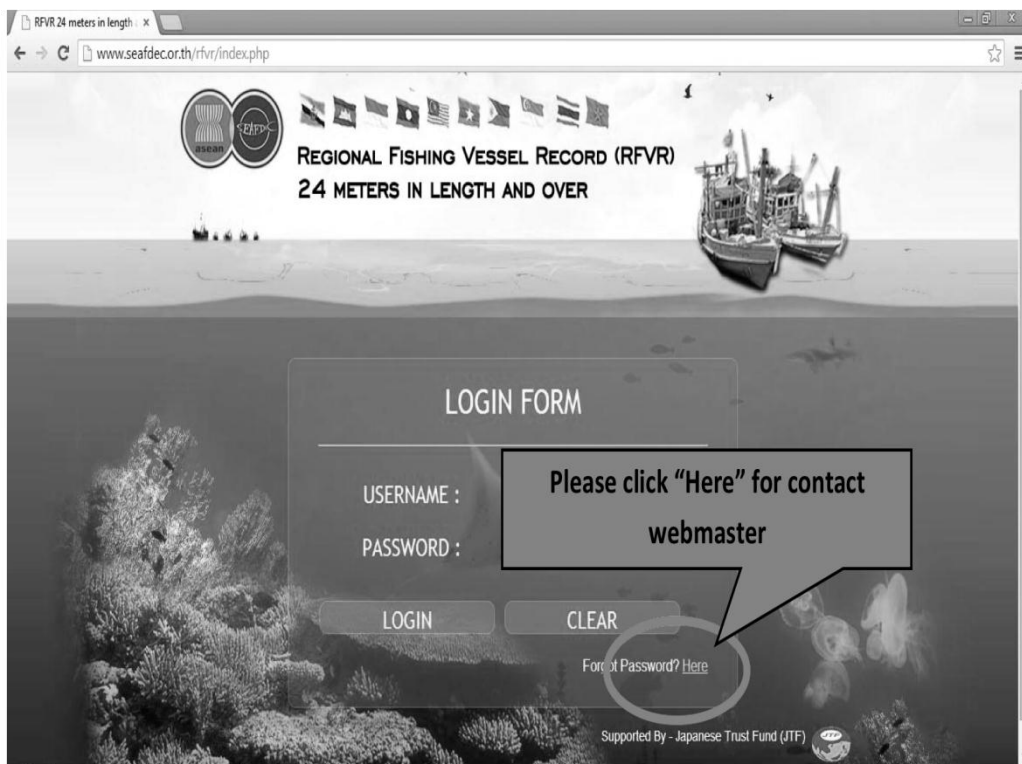 RFVR 24 meters in length
www.seafdec.or.th/rfvr/index.php
asean
SEAFDEC
REGIONAL FISHING VESSEL RECORD (RFVR)
24 METERS IN LENGTH AND OVER
LOGIN FORM
USERNAME :
PASSWORD :
Please click “Here” for contact
webmaster
LOGIN
CLEAR
Forgot Password? Here
Supported By - Japanese Trust Fund (JTF)
JTF